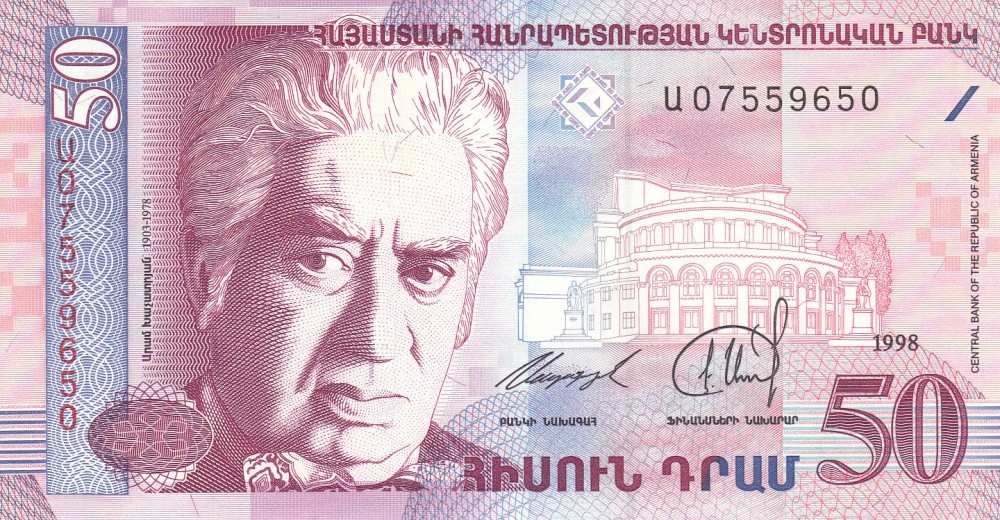 50
ՀԱՅԱՍՏԱՆԻ ՀԱՆՐԱՊԵՏՈՒԹՅԱՆ ԿԵՆՏՐՈՆԱԿԱՆ ԲԱՆԿ
Ա 07559650
Ա07559650
Արամ Խաչատրյան 1903-1978
CENTRAL BANK OF THE REPUBLIC OF ARMENIA
1998
ԲԱՆԿԻ ՆԱԽԱԳԱՀ
ՖԻՆԱՆՍՆԵՐԻ ՆԱԽԱՐԱՐ
50
ՀԻՍՈՒՆ ԴՐԱՄ